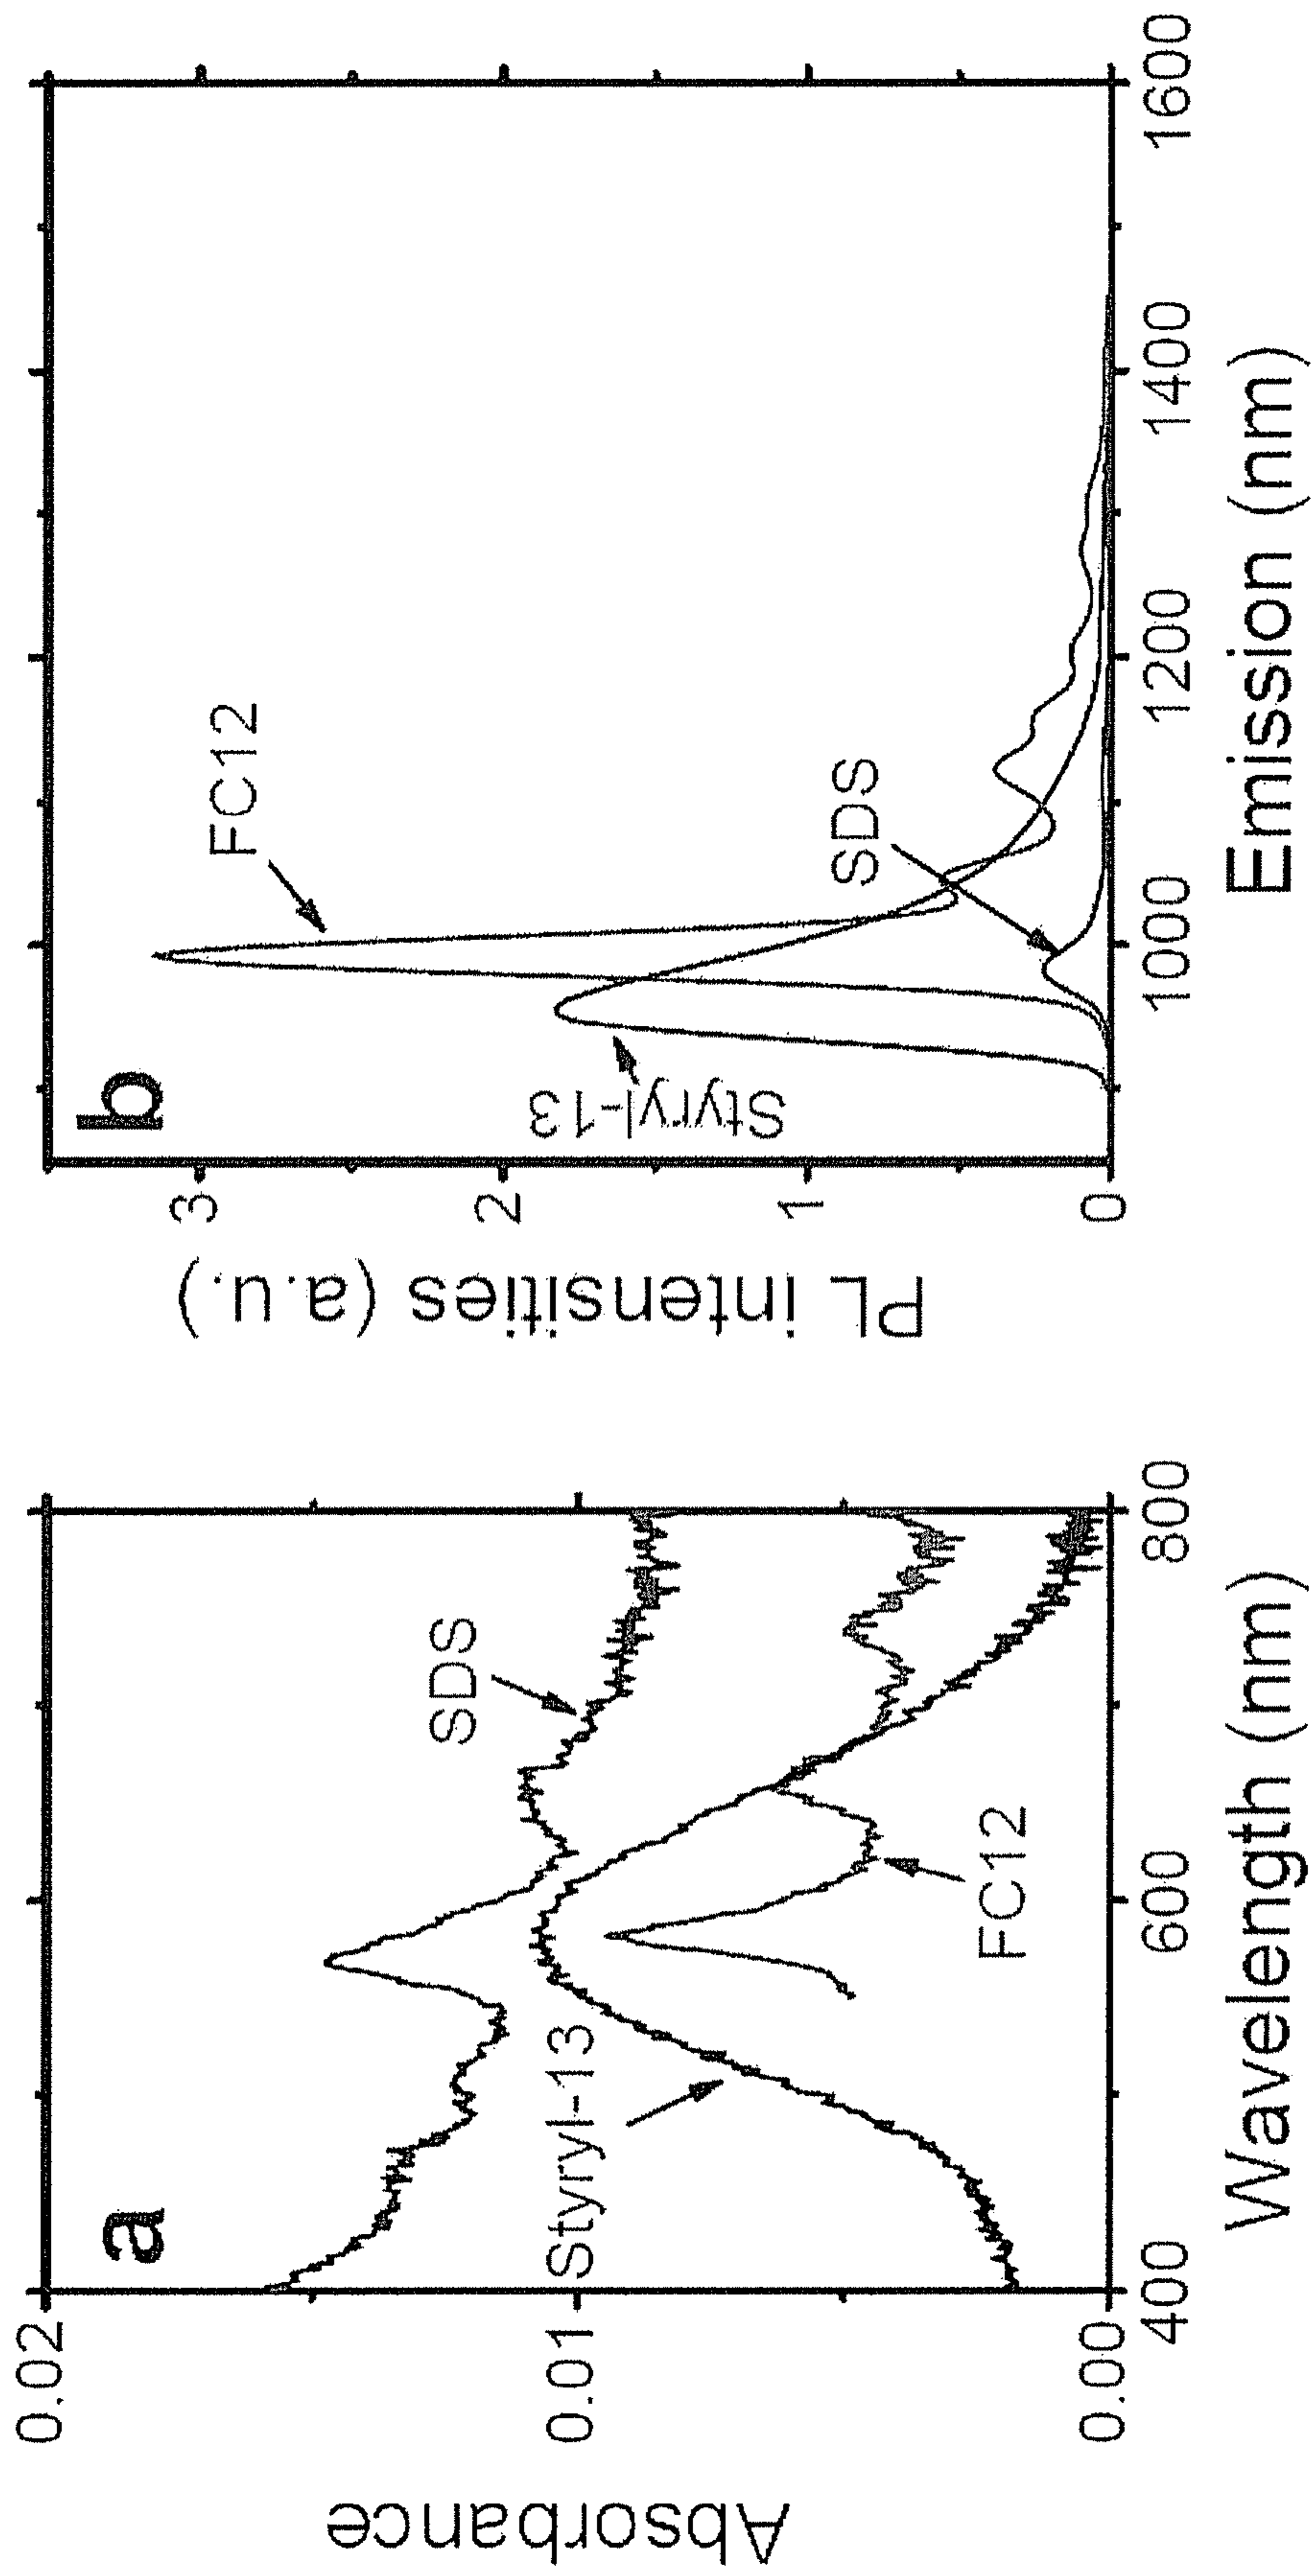 a
Absorbance
0.02
0.01
0.00
SDS
Styryl-13
FC12
400
600
800
Wavelength (nm)
b
PL intensities (a.u.)
3
2
1
0
FC12
Styryl-13
SDS
1000
1200
1400
1600
Emission (nm)